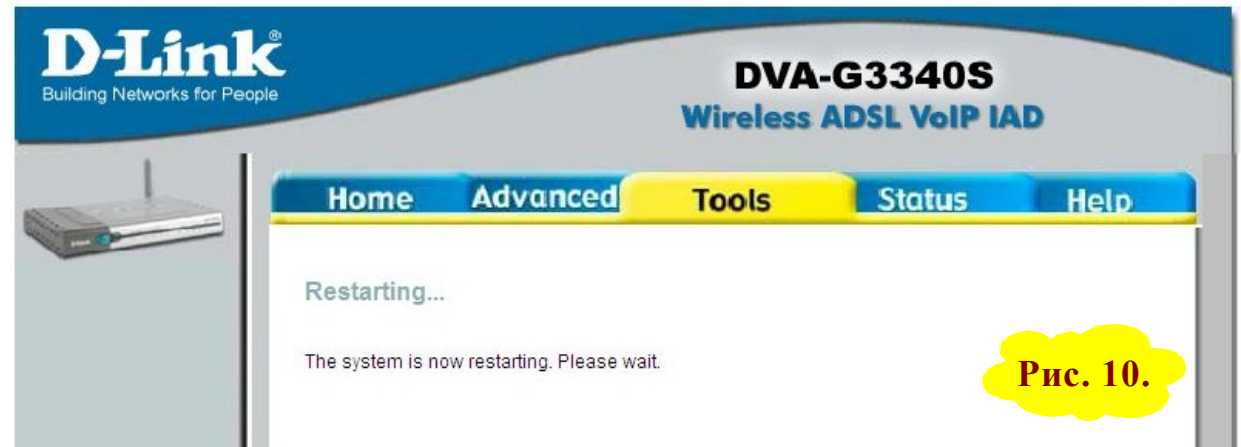 D-Link®
Building Networks for People
DVA-G3340S
Wireless ADSL VoIP IAD
Home Advanced Tools Status Help
Restarting...
The system is now restarting. Please wait.
Рис. 10.